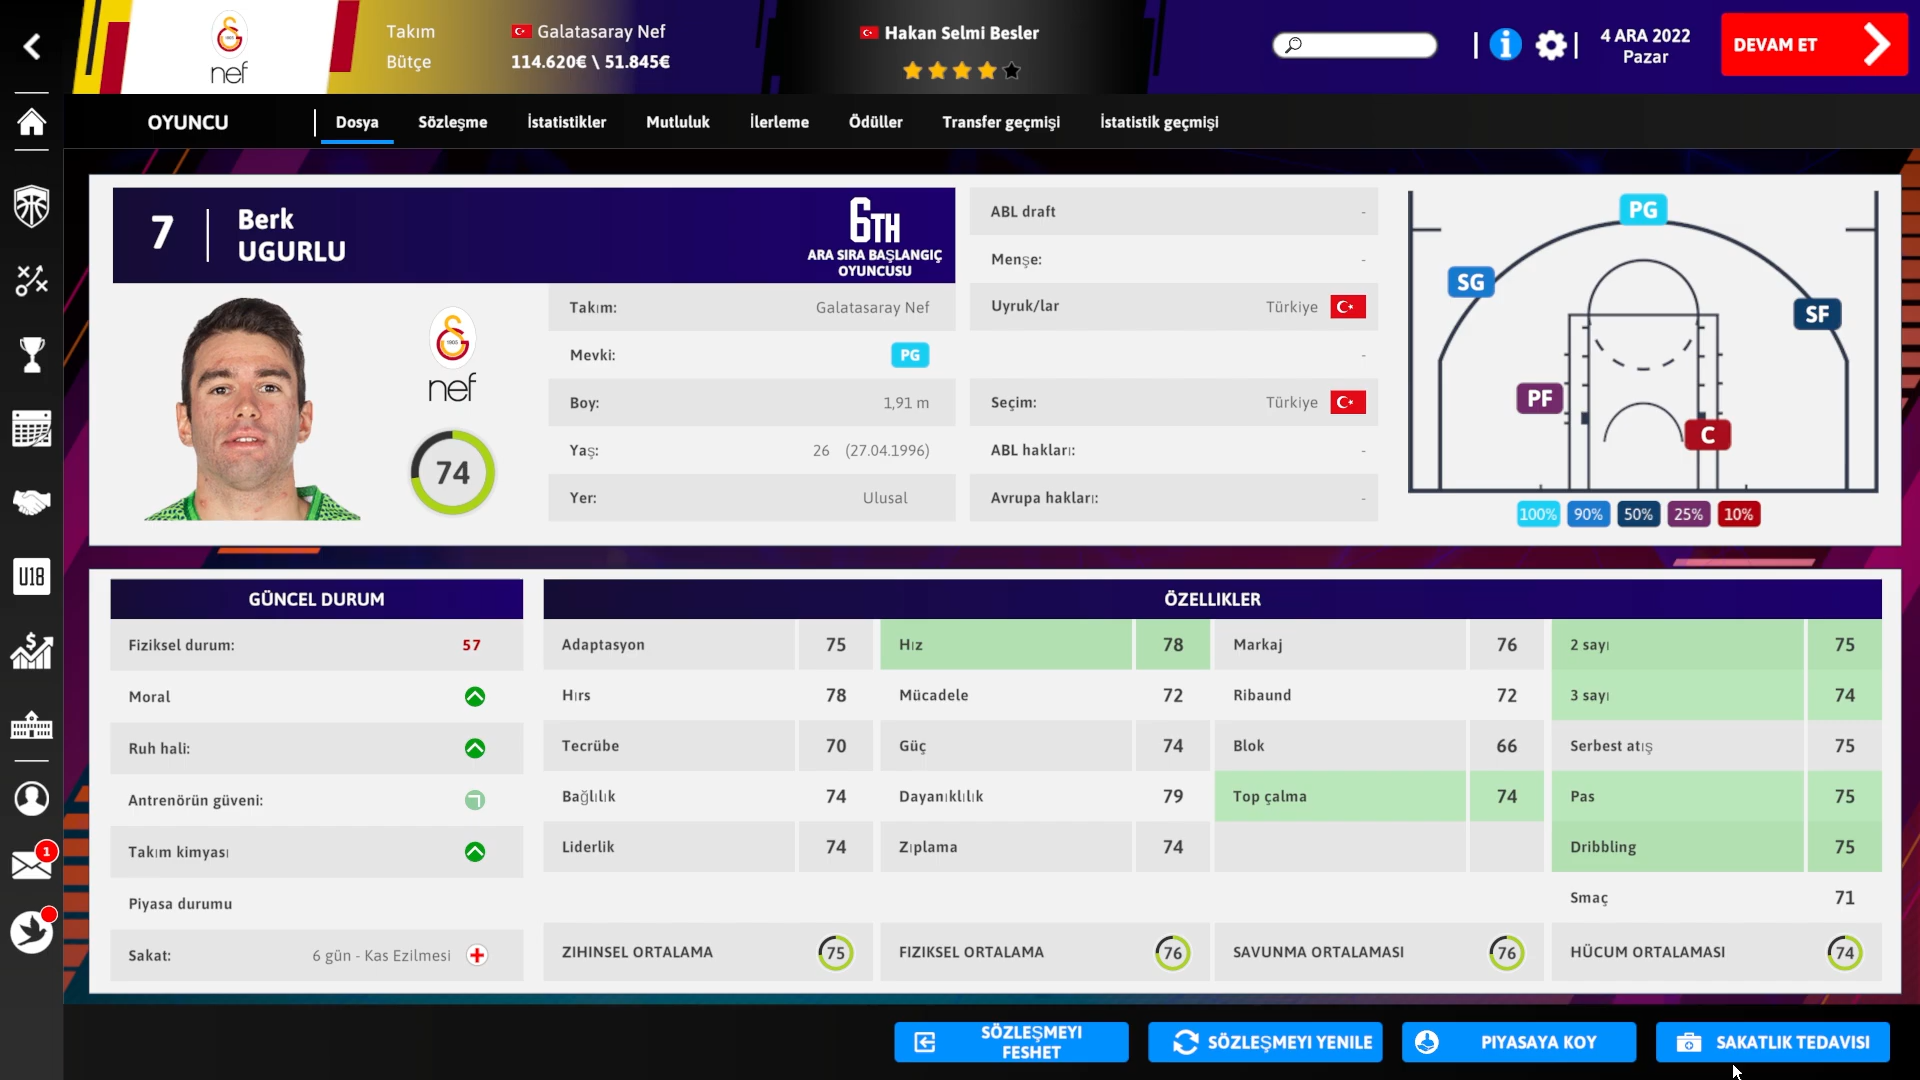 nef
Takım
Galatasaray Nef
Bütçe
114.620€ \ 51.845€
Hakan Selmi Besler
4 ARA 2022
Pazar
DEVAM ET
OYUNCU
Dosya
Sözleşme
İstatistikler
Mutluluk
İlerleme
Ödüller
Transfer geçmişi
İstatistik geçmişi
7
Berk
UGURLU
6TH
ARA SIRA BAŞLANGIÇ
OYUNCUSU
nef
74
Takım: Galatasaray Nef
Mevki: PG
Boy: 1,91 m
Yaş: 26 (27.04.1996)
Yer: Ulusal
ABL draft -
Menşe: -
Uyruk/lar Türkiye
-
Seçim: Türkiye
ABL hakları: -
Avrupa hakları: -
PG
SG
SF
PF
C
100% 90% 50% 25% 10%
GÜNCEL DURUM
Fiziksel durum: 57
Moral
Ruh hali:
Antrenörün güveni:
Takım kimyası
Piyasa durumu
Sakat: 6 gün - Kas Ezilmesi
ÖZELLIKLER
Adaptasyon 75 Hız 78 Markaj 76 2 sayı 75
Hırs 78 Mücadele 72 Ribaund 72 3 sayı 74
Tecrübe 70 Güç 74 Blok 66 Serbest atış 75
Bağlılık 74 Dayanıklılık 79 Top çalma 74 Pas 75
Liderlik 74 Zıplama 74 Dribbling 75
Smaç 71
ZIHINSEL ORTALAMA 75 FIZIKSEL ORTALAMA 76 SAVUNMA ORTALAMASI 76 HÜCUM ORTALAMASI 74
U18
1
SÖZLEŞMEYI
FESHET
SÖZLEŞMEYI YENILE
PIYASAYA KOY
SAKATLIK TEDAVISI